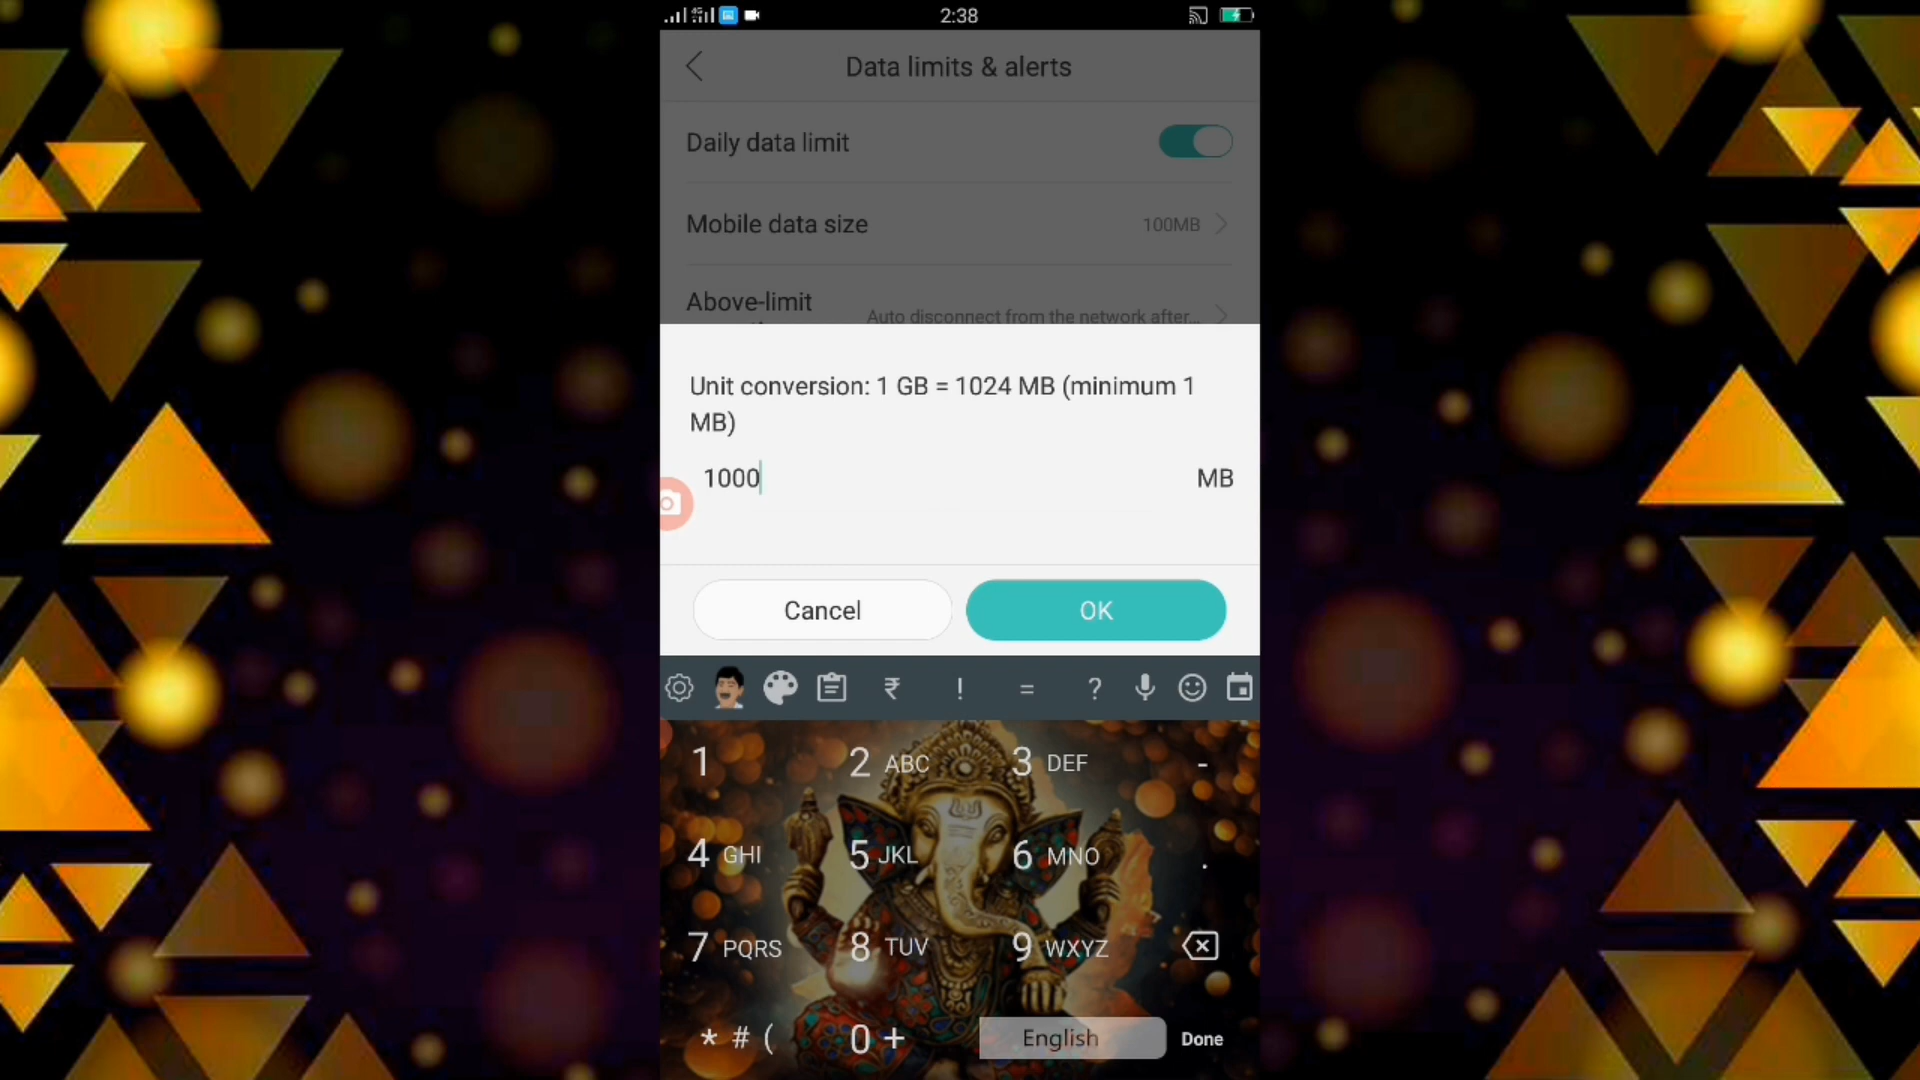 4G 2:38
Data limits & alerts
Daily data limit
Mobile data size 100MB
Above-limit
Auto disconnect from the network after...
Unit conversion: 1 GB = 1024 MB (minimum 1
MB)
1000 MB
Cancel OK
₹ ! = ?
1 2 ABC 3 DEF -
4 GHI 5 JKL 6 MNO .
7 PQRS 8 TUV 9 WXYZ
* # ( 0 + English Done